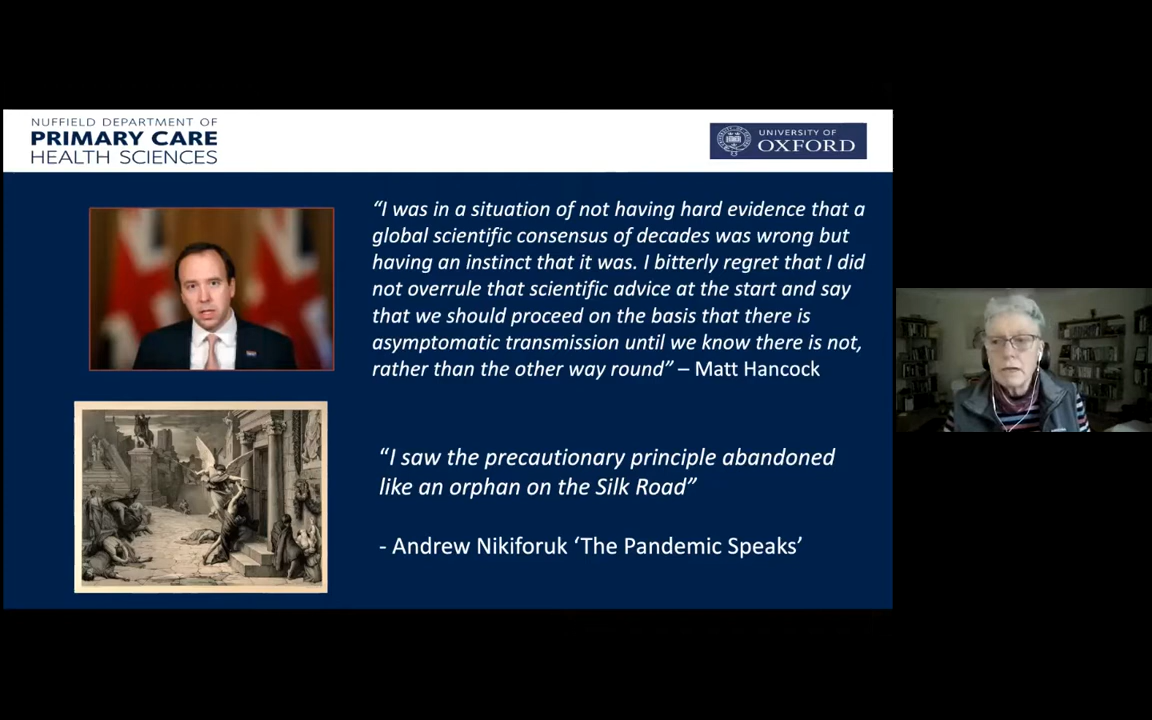 NUFFIELD DEPARTMENT OF
PRIMARY CARE
HEALTH SCIENCES
UNIVERSITY OF
OXFORD
“I was in a situation of not having hard evidence that a
global scientific consensus of decades was wrong but
having an instinct that it was. I bitterly regret that I did
not overrule that scientific advice at the start and say
that we should proceed on the basis that there is
asymptomatic transmission until we know there is not,
rather than the other way round” – Matt Hancock
“I saw the precautionary principle abandoned
like an orphan on the Silk Road”
- Andrew Nikiforuk ‘The Pandemic Speaks’